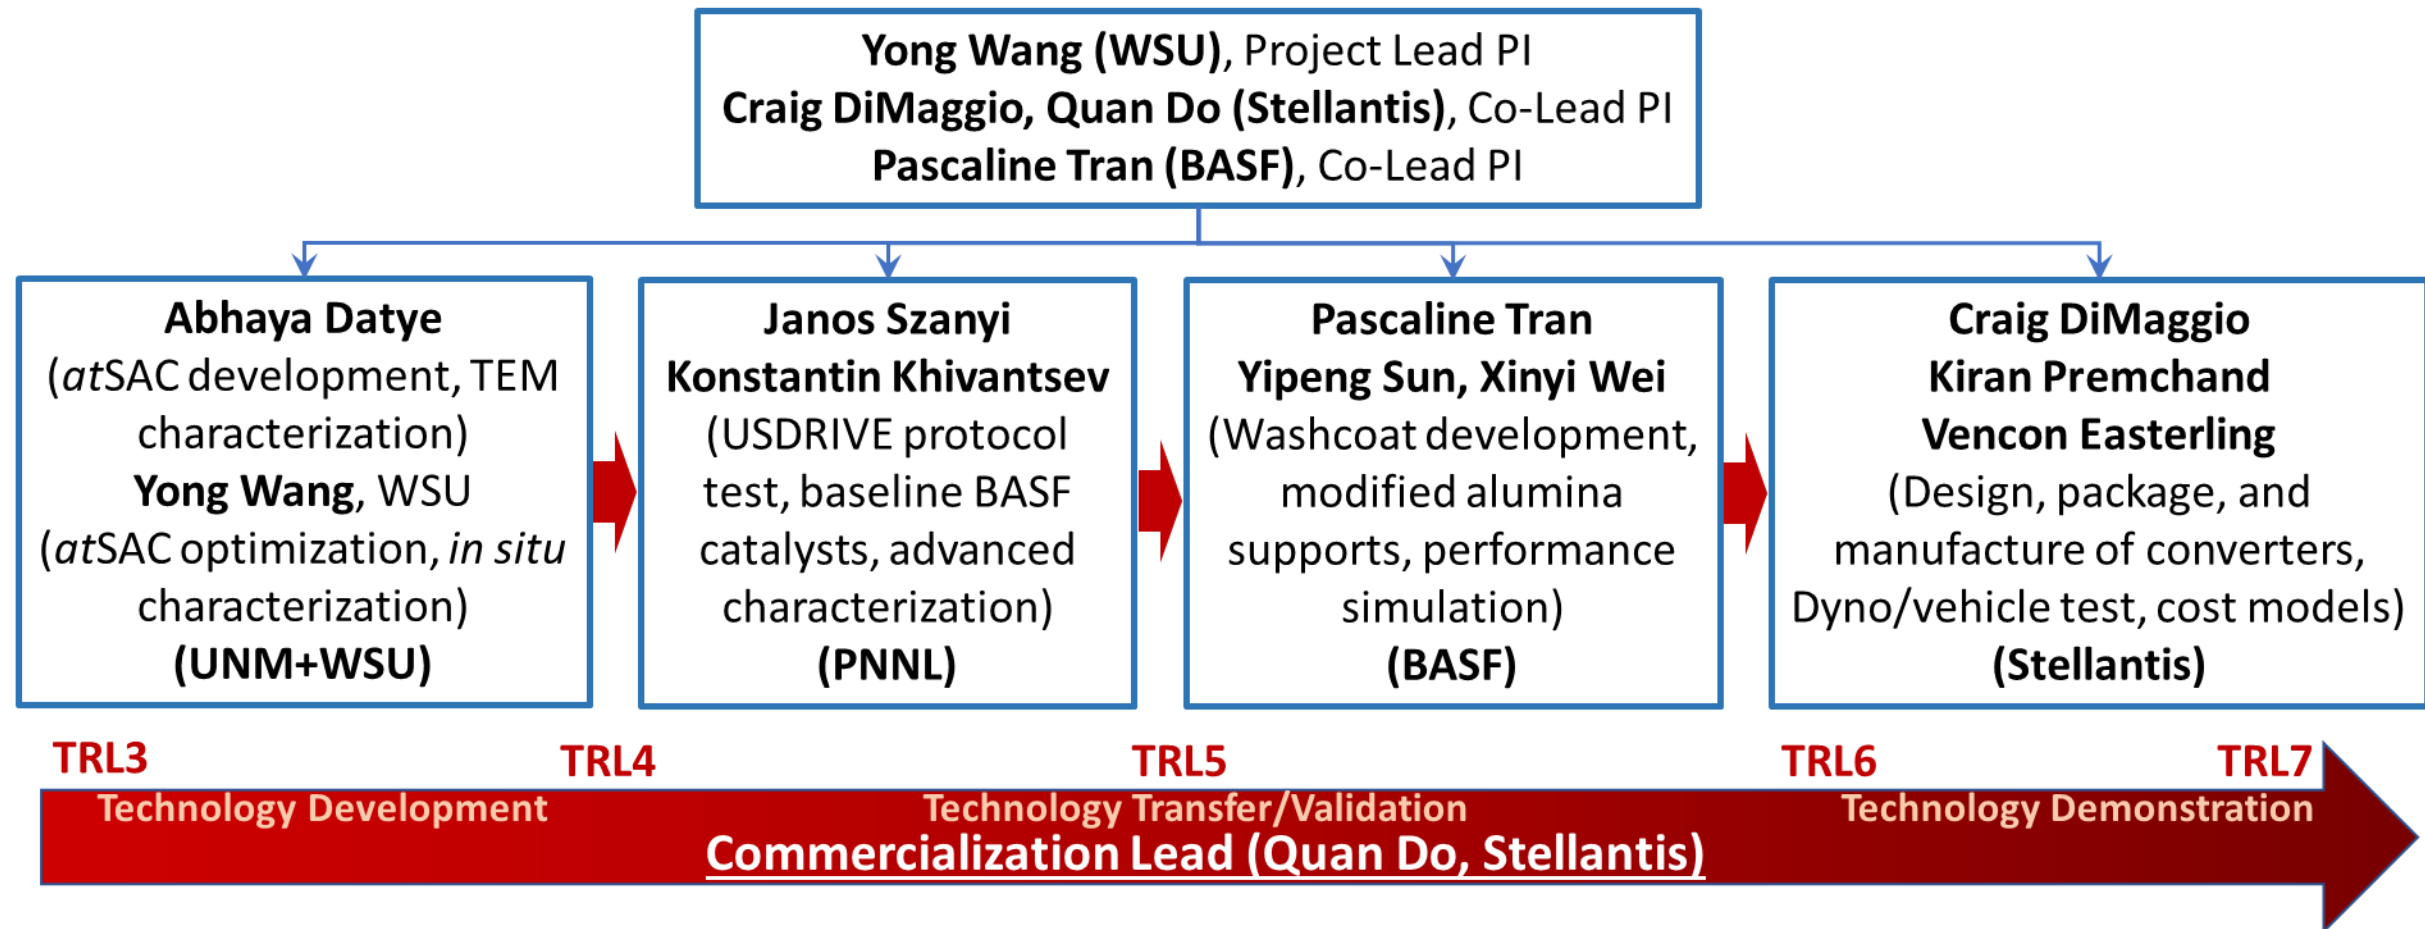 Yong Wang (WSU), Project Lead PI
Craig DiMaggio, Quan Do (Stellantis), Co-Lead PI
Pascaline Tran (BASF), Co-Lead PI
Abhaya Datye
(atSAC development, TEM
characterization)
Yong Wang, WSU
(atSAC optimization, in situ
characterization)
(UNM+WSU)
Janos Szanyi
Konstantin Khivantsev
(USDRIVE protocol
test, baseline BASF
catalysts, advanced
characterization)
(PNNL)
Pascaline Tran
Yipeng Sun, Xinyi Wei
(Washcoat development,
modified alumina
supports, performance
simulation)
(BASF)
Craig DiMaggio
Kiran Premchand
Vencon Easterling
(Design, package, and
manufacture of converters,
Dyno/vehicle test, cost models)
(Stellantis)
TRL3 TRL4 TRL5 TRL6 TRL7
Technology Development Technology Transfer/Validation Technology Demonstration
Commercialization Lead (Quan Do, Stellantis)